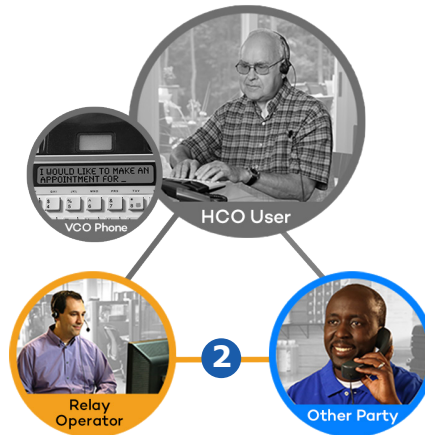 HCO User
I WOULD LIKE TO MAKE AN
APPOINTMENT FOR _
VCO Phone
2
Relay
Operator
Other Party